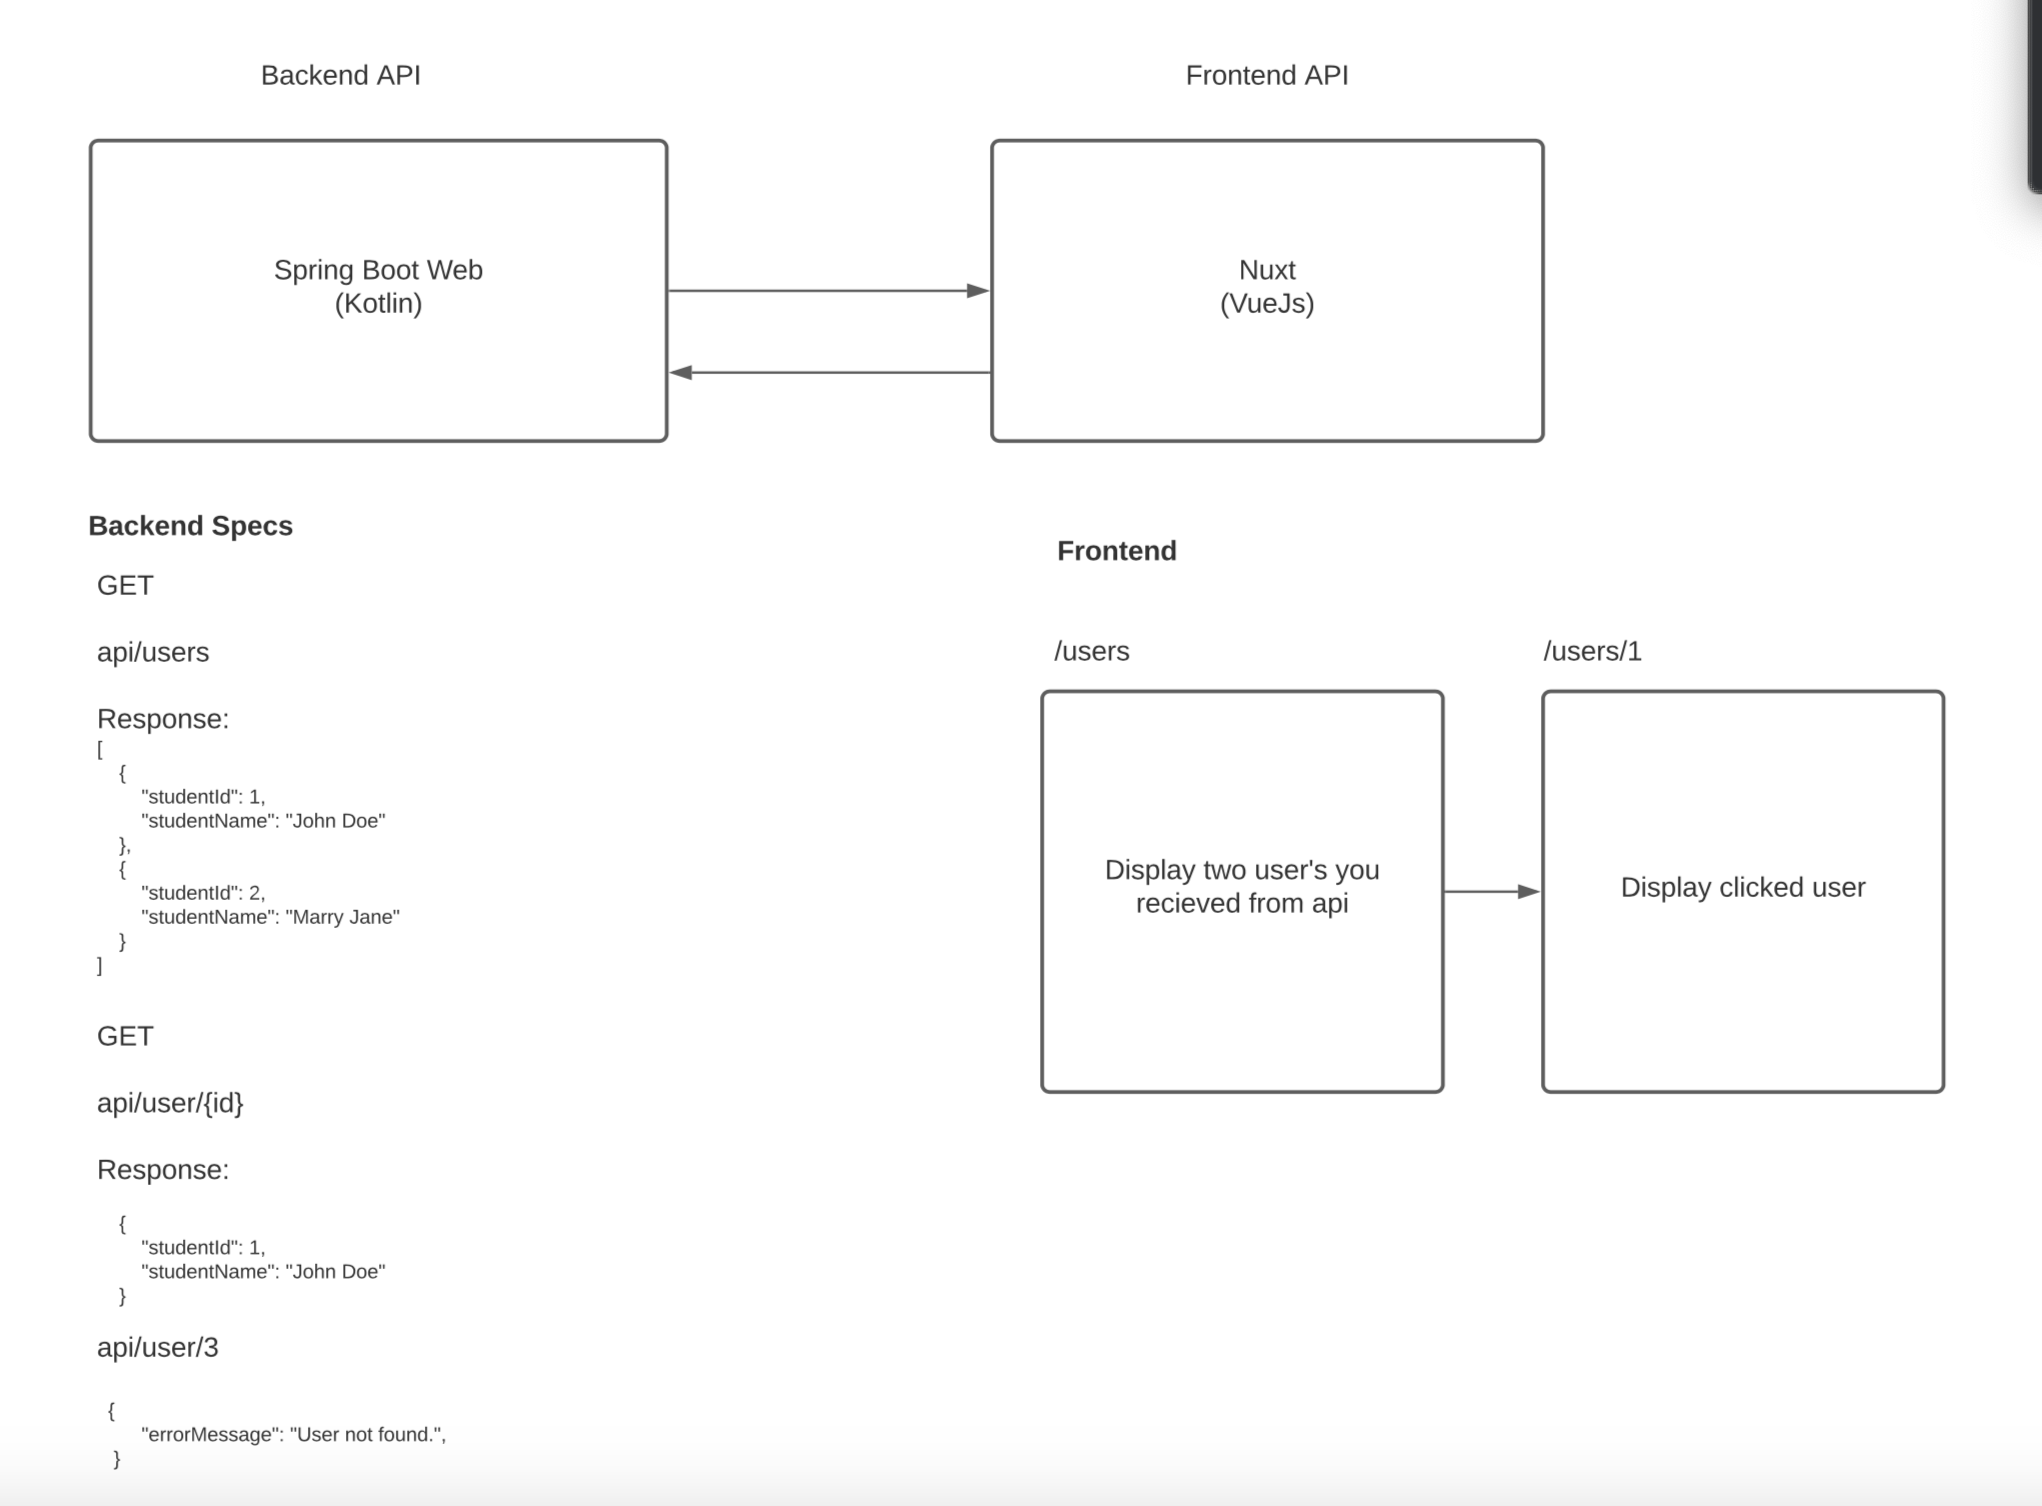 Backend API
Frontend API
Spring Boot Web
(Kotlin)
Nuxt
(VueJs)
Backend Specs
GET
api/users
Response:
[
{
"studentId": 1,
"studentName": "John Doe"
},
{
"studentId": 2,
"studentName": "Marry Jane"
}
]
GET
api/user/{id}
Response:
{
"studentId": 1,
"studentName": "John Doe"
}
api/user/3
{
"errorMessage": "User not found.",
}
Frontend
/users
/users/1
Display two user's you
recieved from api
Display clicked user